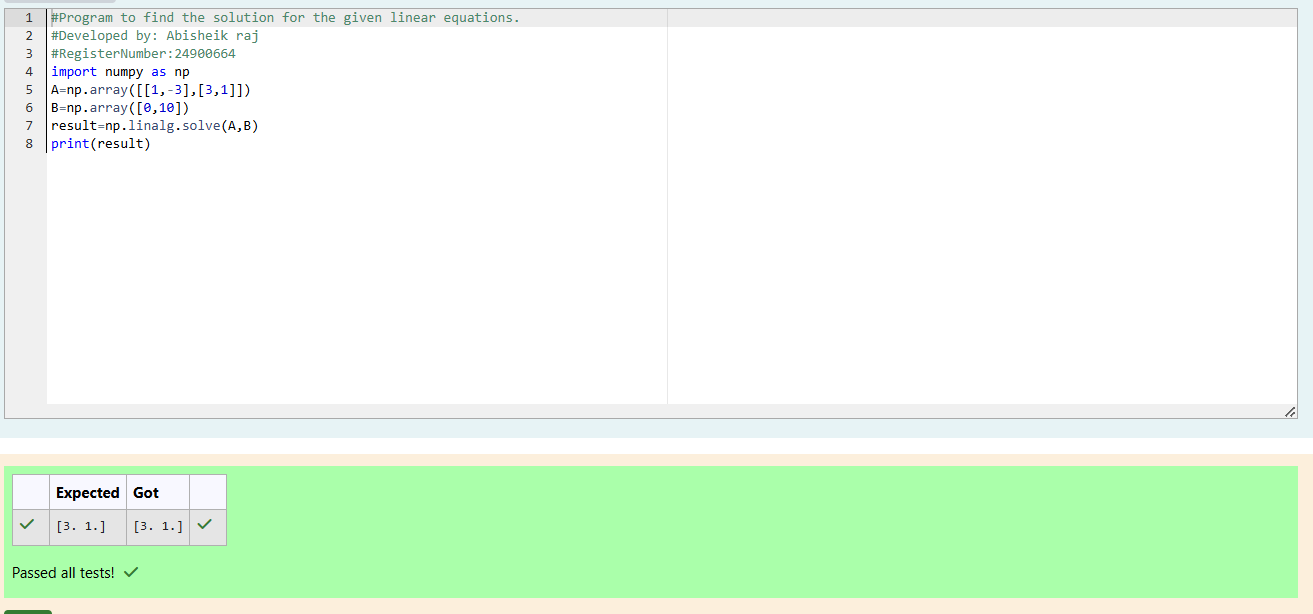 1 #Program to find the solution for the given linear equations.
2 #Developed by: Abisheik raj
3 #RegisterNumber:24900664
4 import numpy as np
5 A=np.array([[1,-3],[3,1]])
6 B=np.array([0,10])
7 result=np.linalg.solve(A,B)
8 print(result)
Expected Got
[3. 1.] [3. 1.]
Passed all tests!